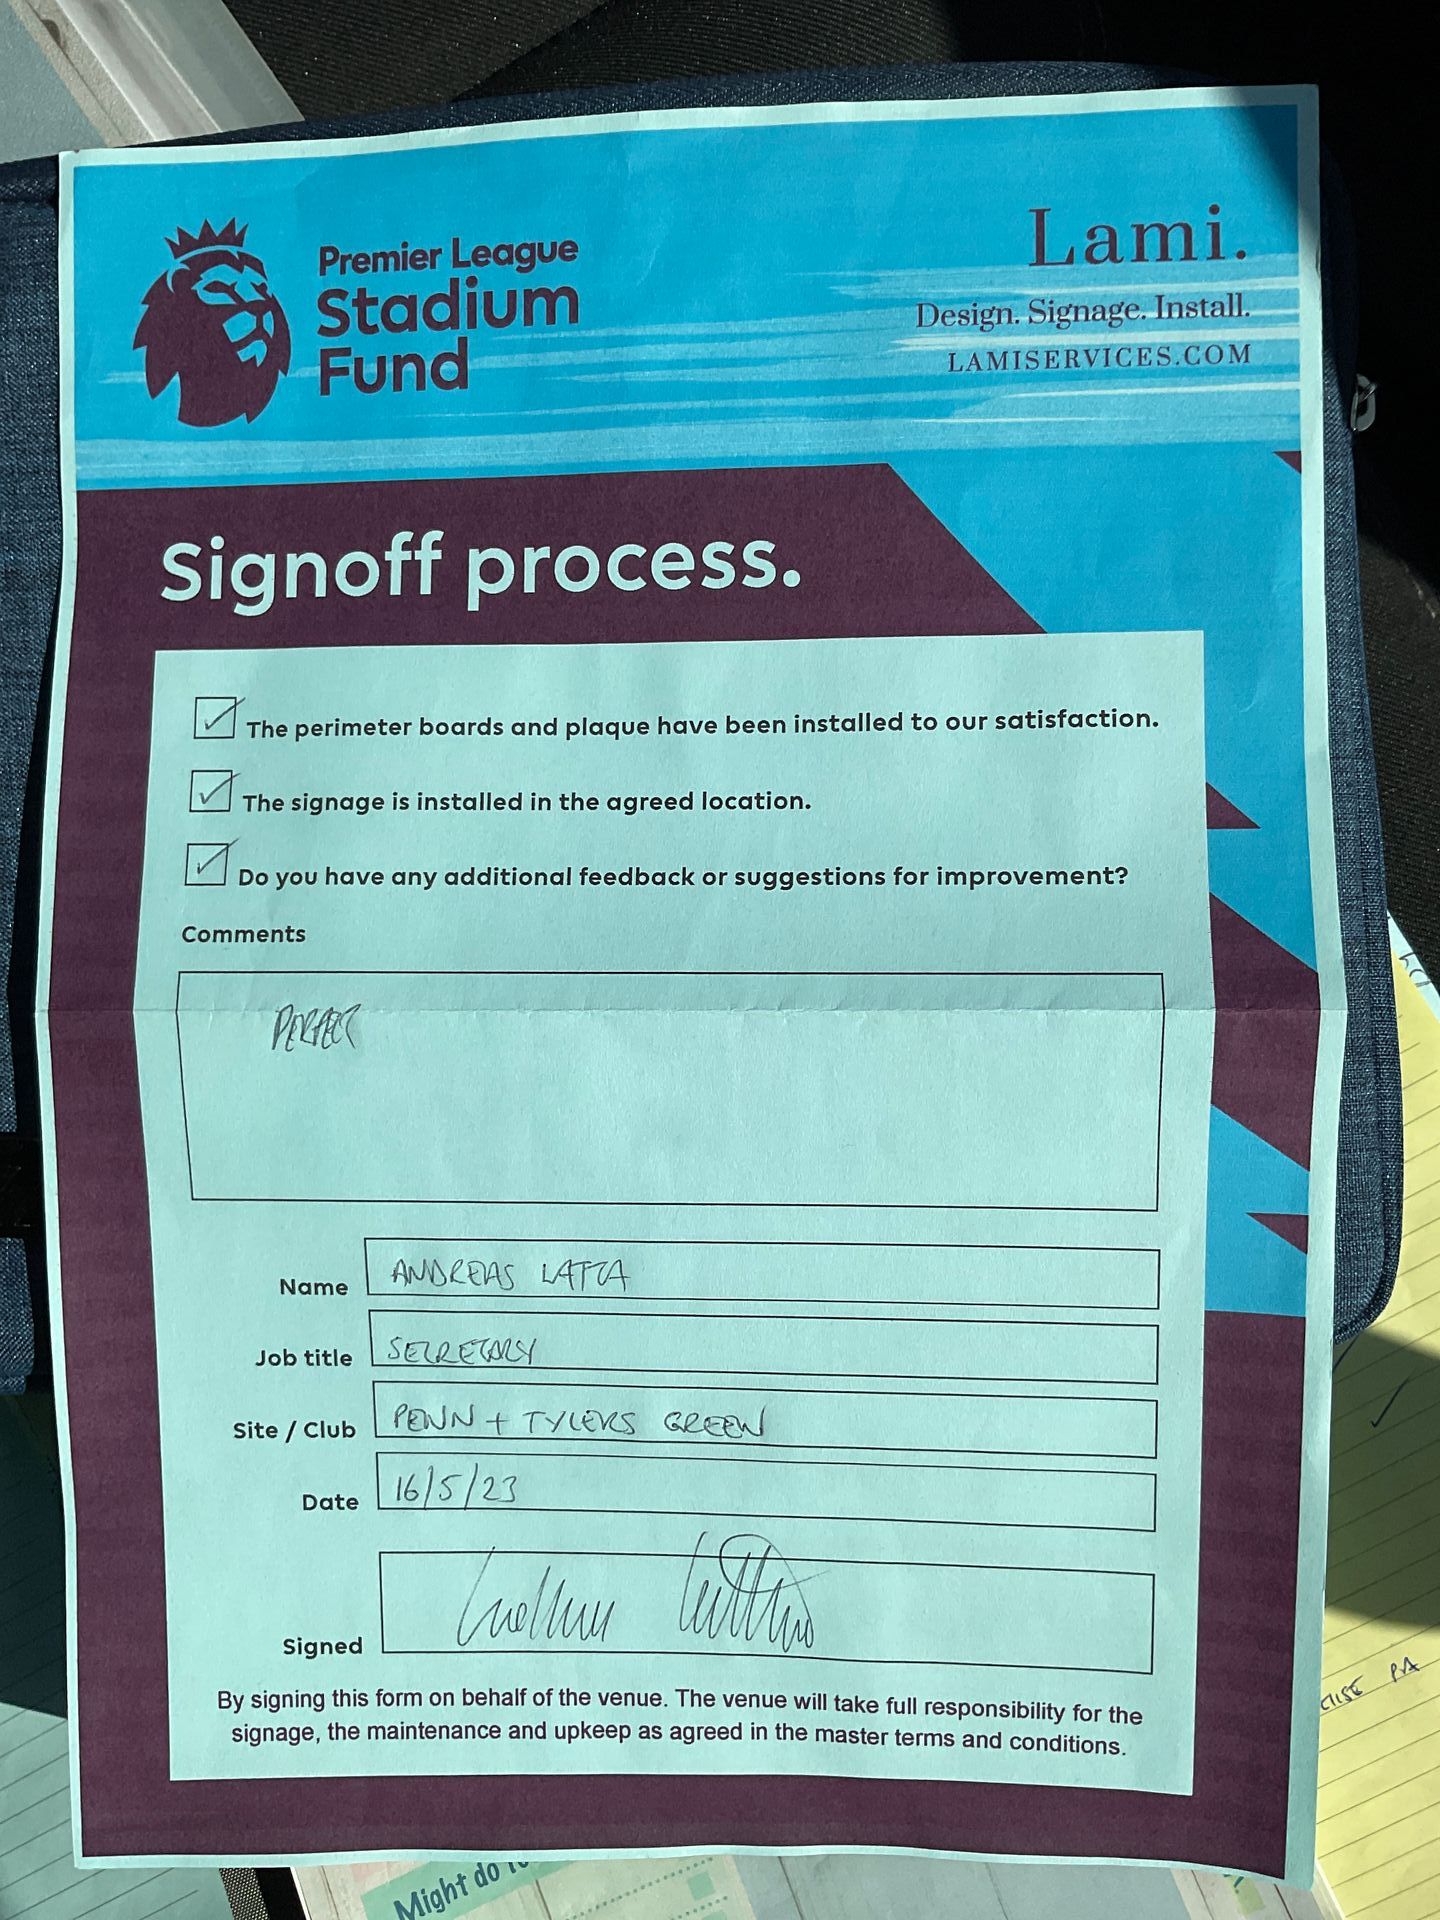 Premier League
Stadium
Fund
Lami.
Design. Signage. Install.
LAMISERVICES.COM
Signoff process.
The perimeter boards and plaque have been installed to our satisfaction.
The signage is installed in the agreed location.
Do you have any additional feedback or suggestions for improvement?
Comments
PERFECT
Name ANDREAS LATTA
Job title SECRETARY
Site / Club PENN + TYLERS GREEN
Date 16/5/23
Signed
By signing this form on behalf of the venue. The venue will take full responsibility for the
signage, the maintenance and upkeep as agreed in the master terms and conditions.
Might do